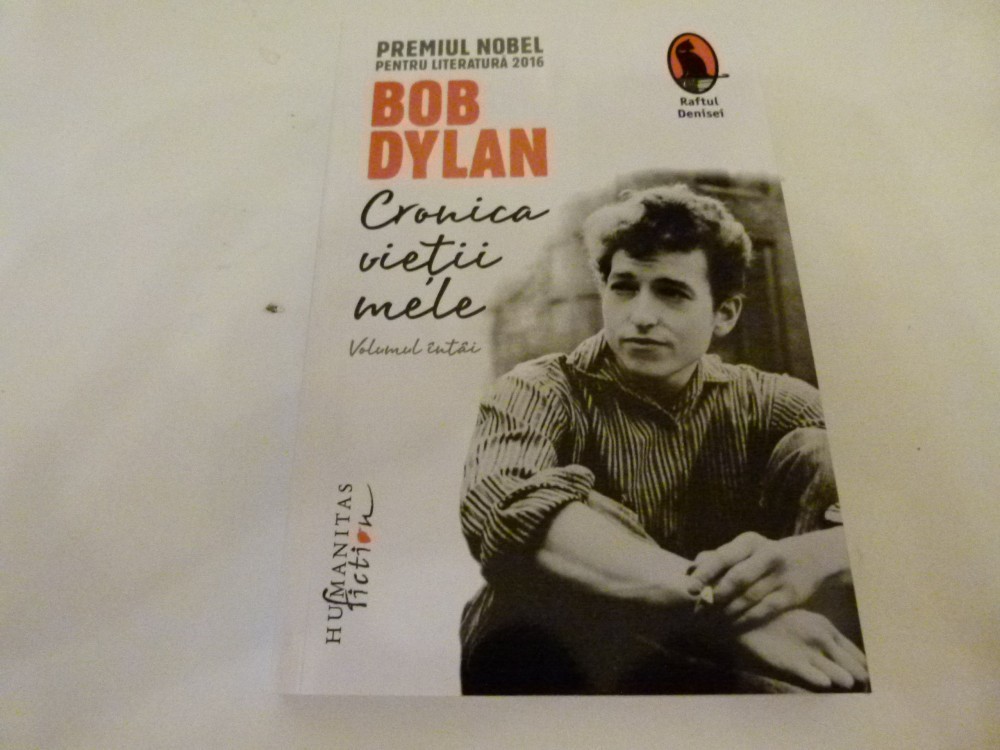 PREMIUL NOBEL
PENTRU LITERATURĂ 2016
BOB
DYLAN
Cronica
vieții
mele
Volumul întâi
Raftul
Denisei
HUMANITAS
fiction